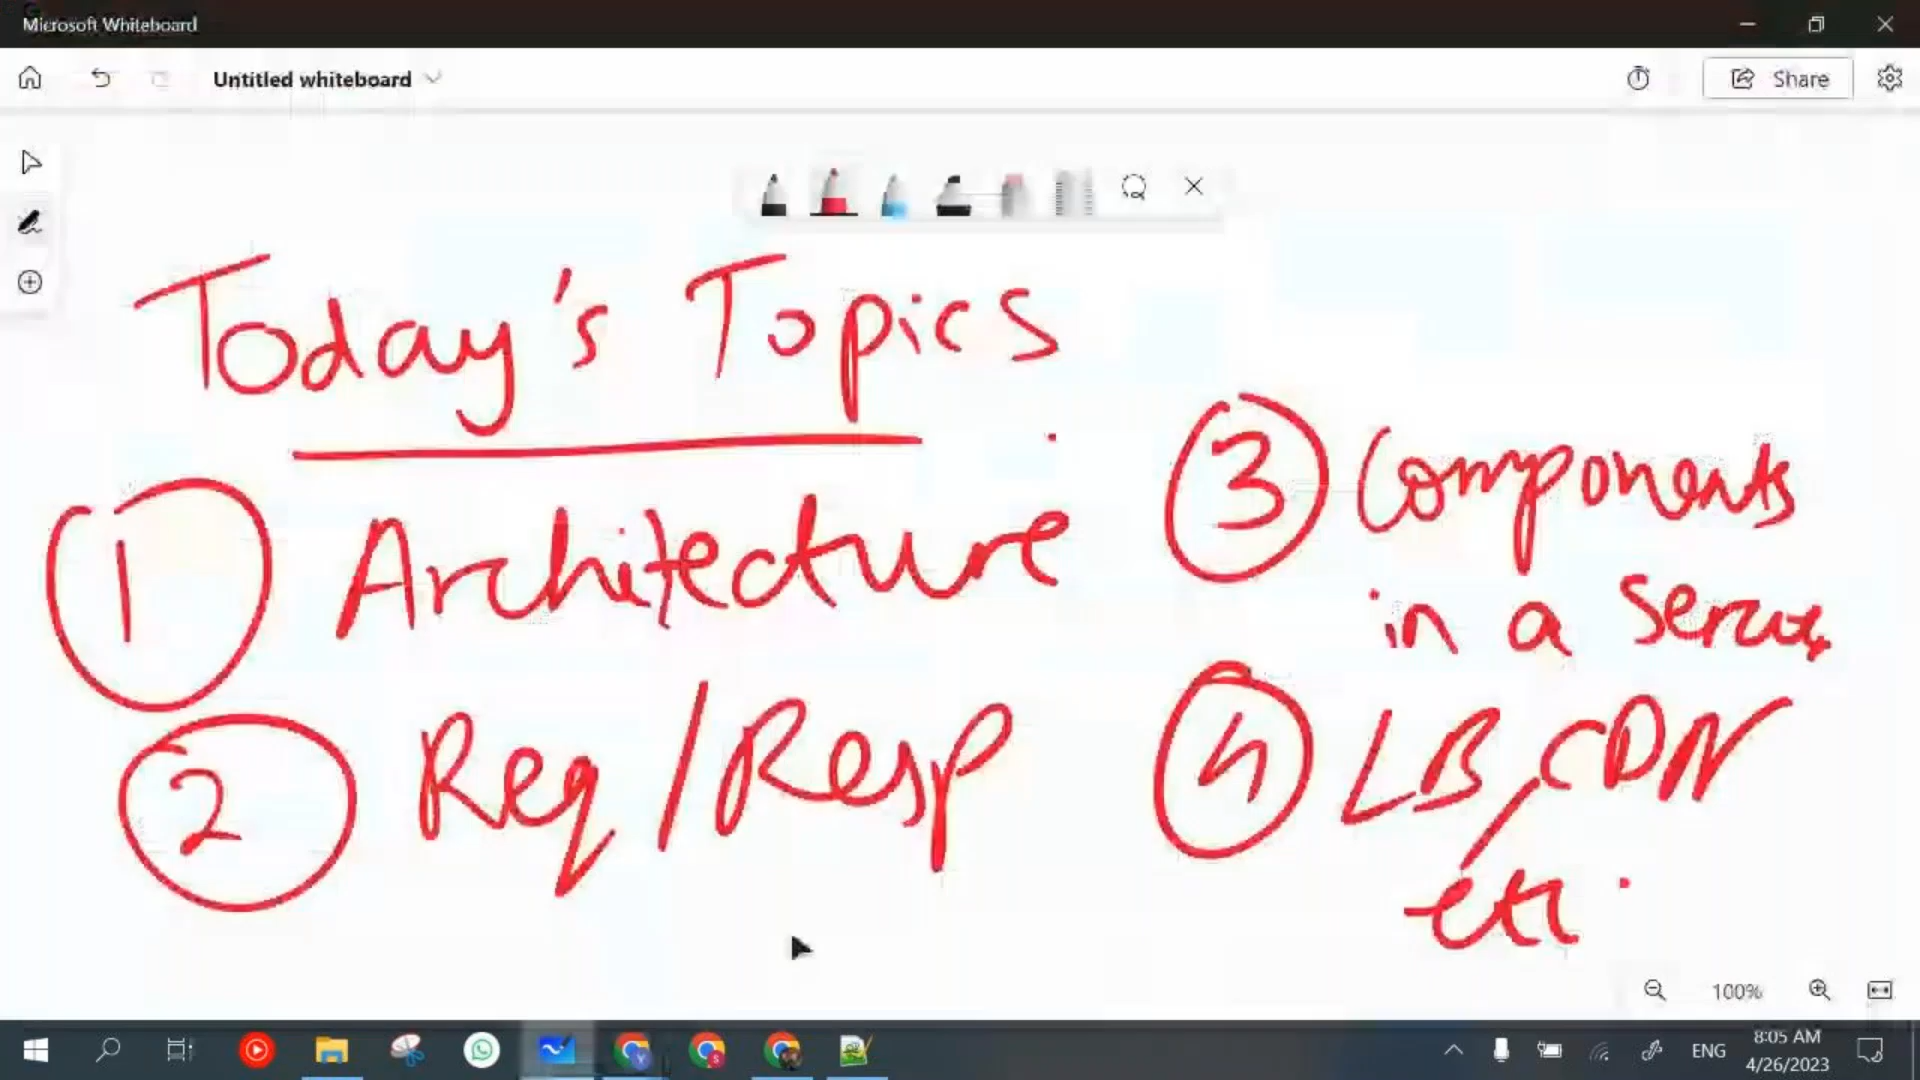 Microsoft Whiteboard
Untitled whiteboard
Share
Today's Topics
1 Architecture
2 Req/Resp
3 Components
in a server
4 LB, CDN
etc.
100%
ENG
8:05 AM
4/26/2023